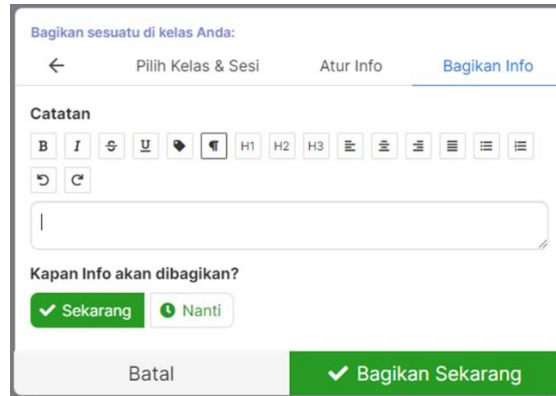 Bagikan sesuatu di kelas Anda:
Pilih Kelas & Sesi Atur Info Bagikan Info
Catatan
B I S U ¶ H1 H2 H3
Kapan Info akan dibagikan?
Sekarang Nanti
Batal Bagikan Sekarang